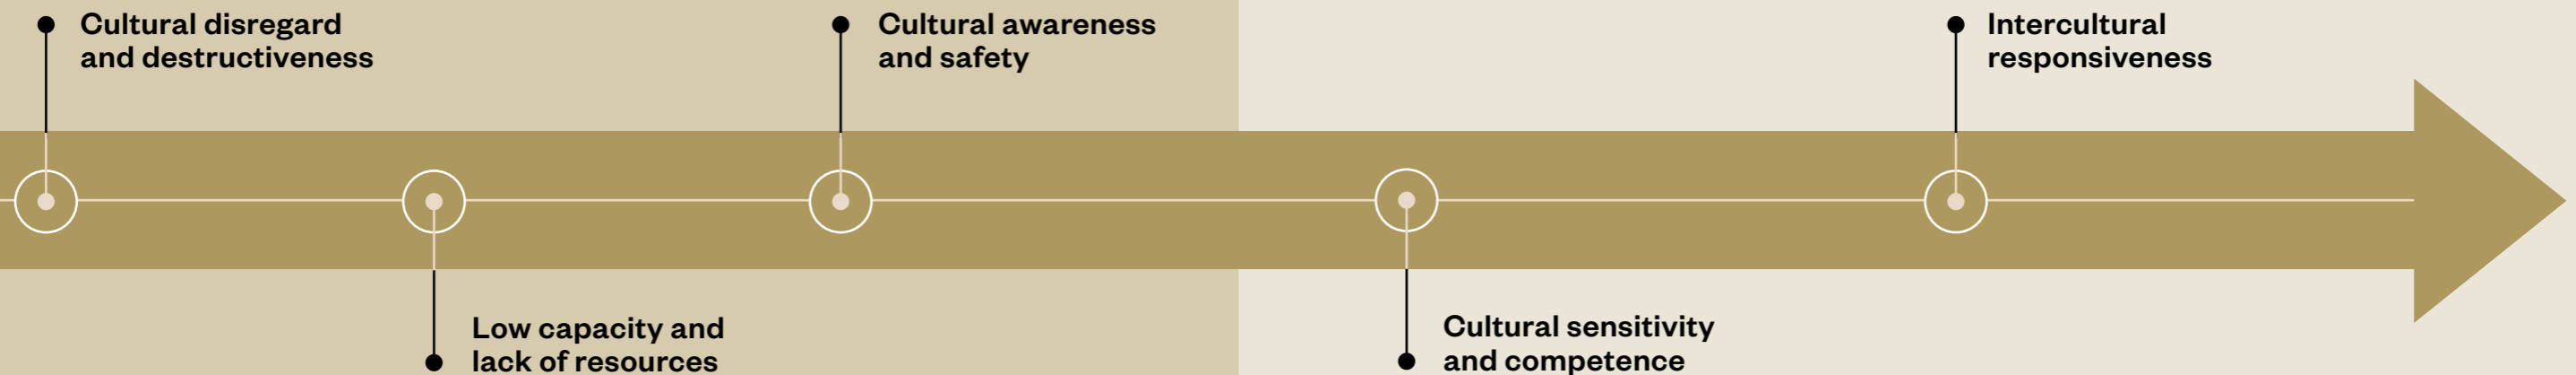 Cultural disregard
and destructiveness
Low capacity and
lack of resources
Cultural awareness
and safety
Cultural sensitivity
and competence
Intercultural
responsiveness